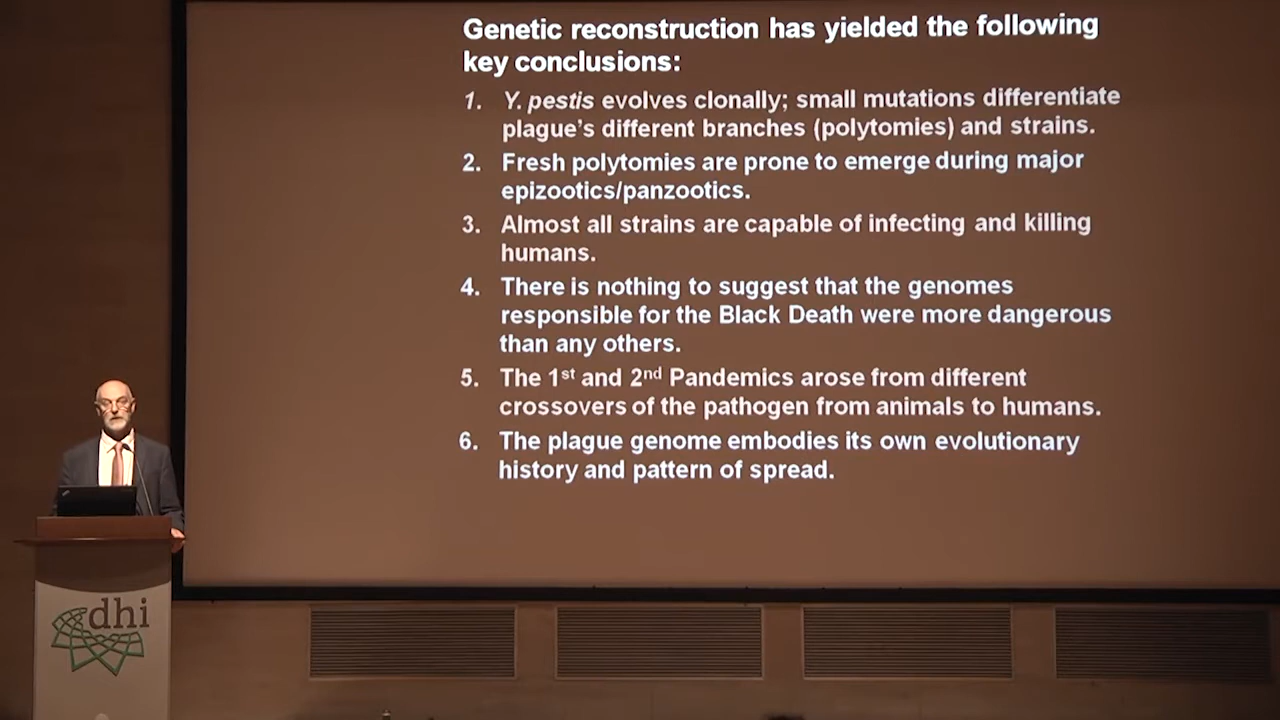 Genetic reconstruction has yielded the following
key conclusions:
1. Y. pestis evolves clonally; small mutations differentiate
plague's different branches (polytomies) and strains.
2. Fresh polytomies are prone to emerge during major
epizootics/panzootics.
3. Almost all strains are capable of infecting and killing
humans.
4. There is nothing to suggest that the genomes
responsible for the Black Death were more dangerous
than any others.
5. The 1st and 2nd Pandemics arose from different
crossovers of the pathogen from animals to humans.
6. The plague genome embodies its own evolutionary
history and pattern of spread.
dhi